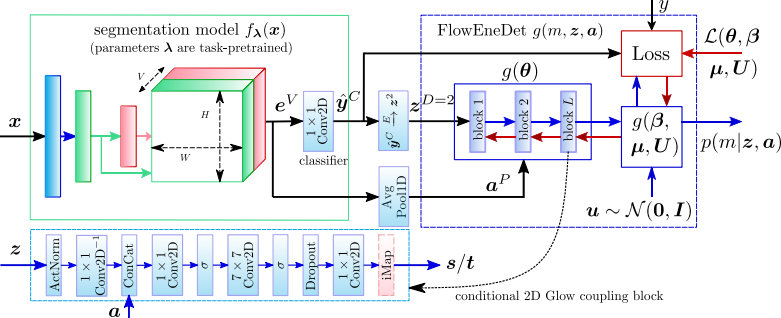 segmentation model f_λ(x)
(parameters λ are task-pretrained)
V
H
W
x
e^V
1 × 1
Conv2D
classifier
ŷ^C
ŷ^C →^E z^2
z^{D=2}
Avg
Pool1D
a^P
FlowEneDet g(m, z, a)
g(θ)
block 1
block 2
block L
y
Loss
L(θ, β
μ, U)
g(β,
μ, U)
p(m|z, a)
u ∼ N(0, I)
z
ActNorm
1 × 1
Conv2D^{-1}
ConCat
a
1 × 1
Conv2D
σ
7 × 7
Conv2D
σ
Dropout
1 × 1
Conv2D
iMap
s/t
conditional 2D Glow coupling block